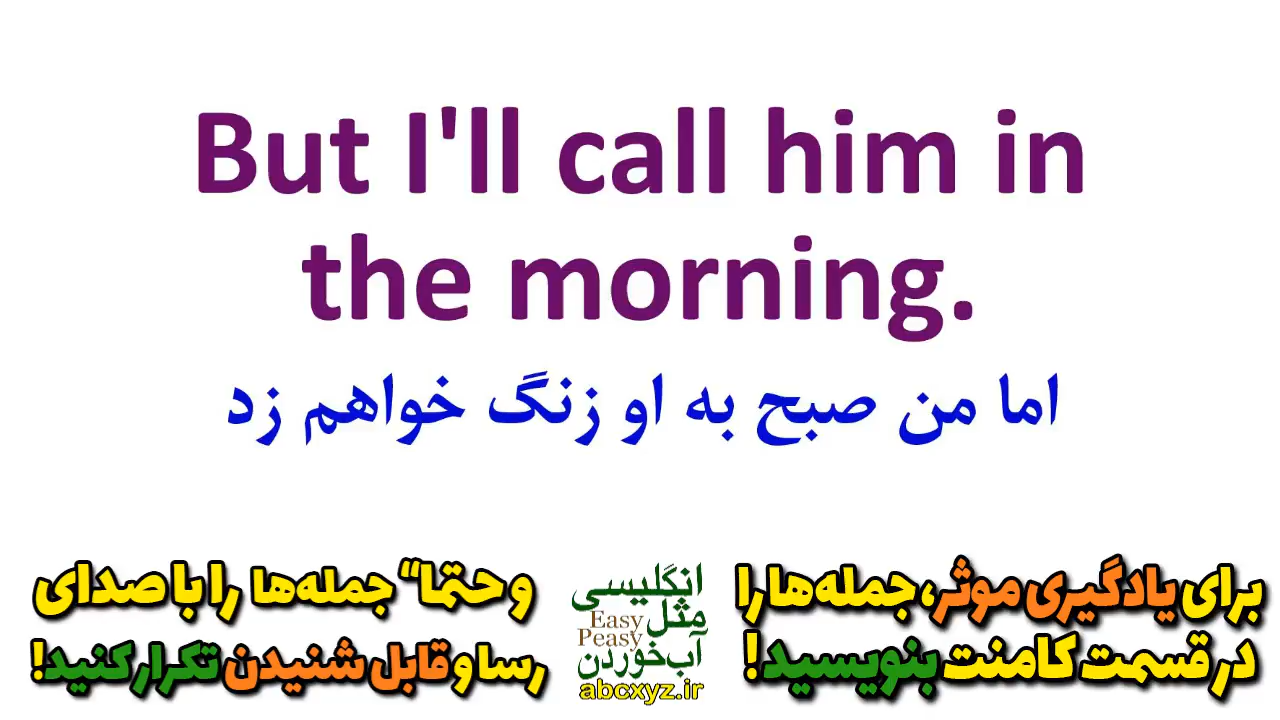 But I'll call him in
the morning.
اما من صبح به او زنگ خواهم زد
برای یادگیری موثر، جمله‌ها را
در قسمت کامنت بنویسید!
انگلیسی
مثل
Easy
Peasy
آب‌خوردن
abcxyz.ir
و حتما“ جمله‌ها را با صدای
رسا و قابل شنیدن تکرار کنید!